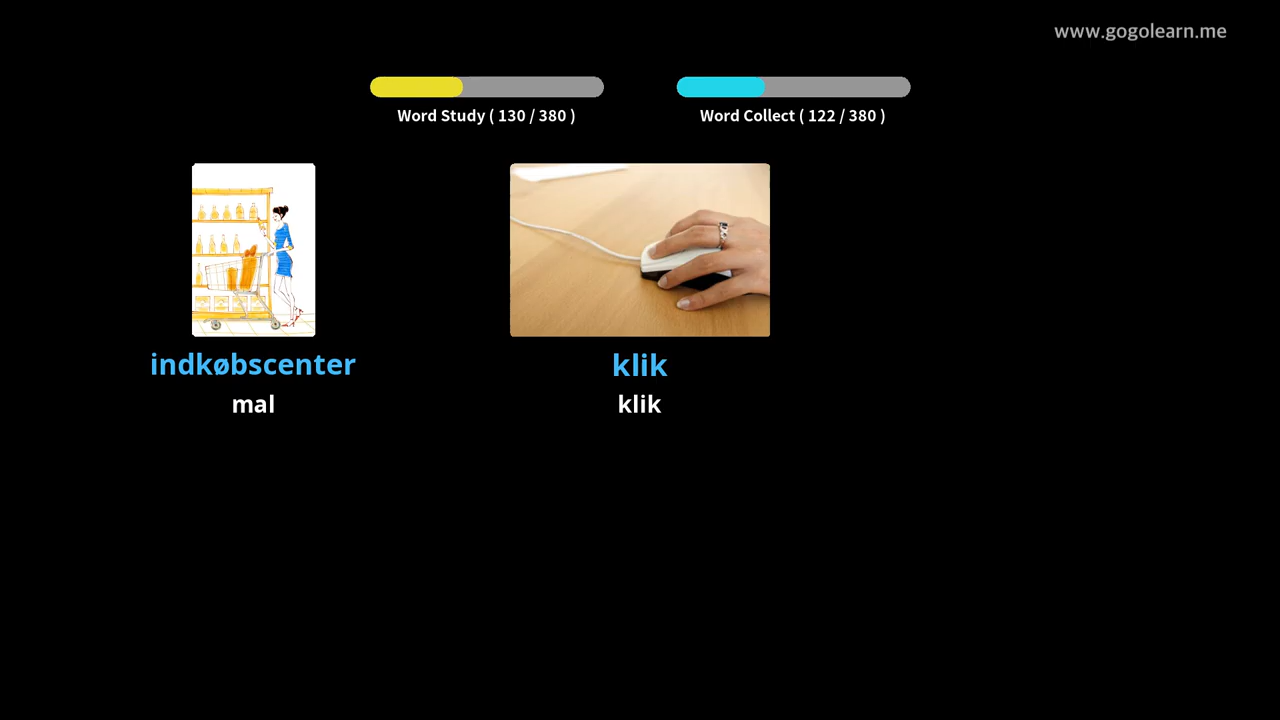 www.gogolearn.me
Word Study ( 130 / 380 )
Word Collect ( 122 / 380 )
indkøbscenter
klik
mal
klik